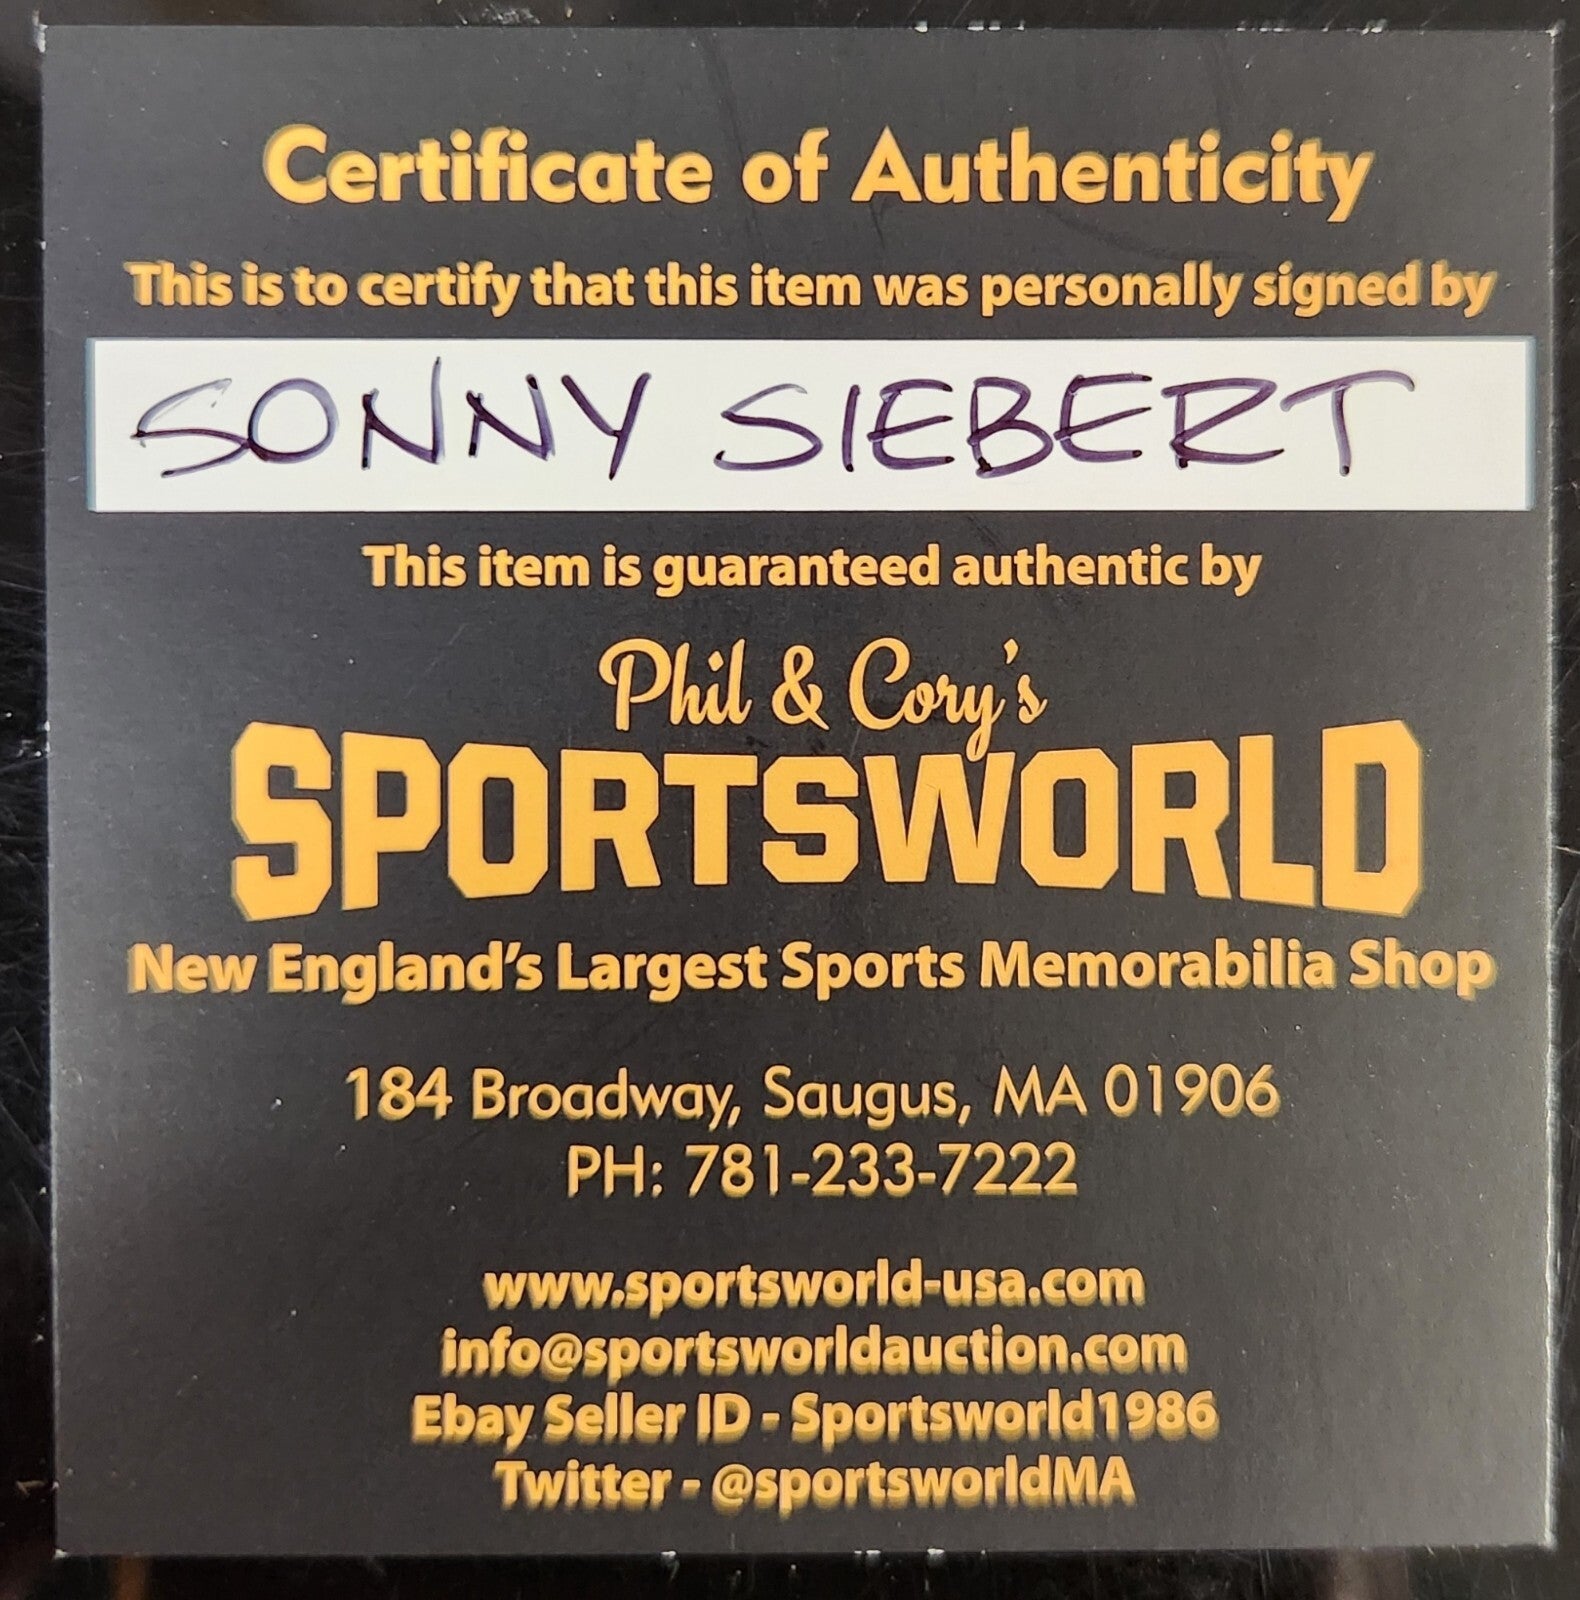 Certificate of Authenticity
This is to certify that this item was personally signed by
SONNY SIEBERT
This item is guaranteed authentic by
Phil & Cory's
SPORTSWORLD
New England's Largest Sports Memorabilia Shop
184 Broadway, Saugus, MA 01906
PH: 781-233-7222
www.sportsworld-usa.com
info@sportsworldauction.com
Ebay Seller ID - Sportsworld1986
Twitter - @sportsworldMA